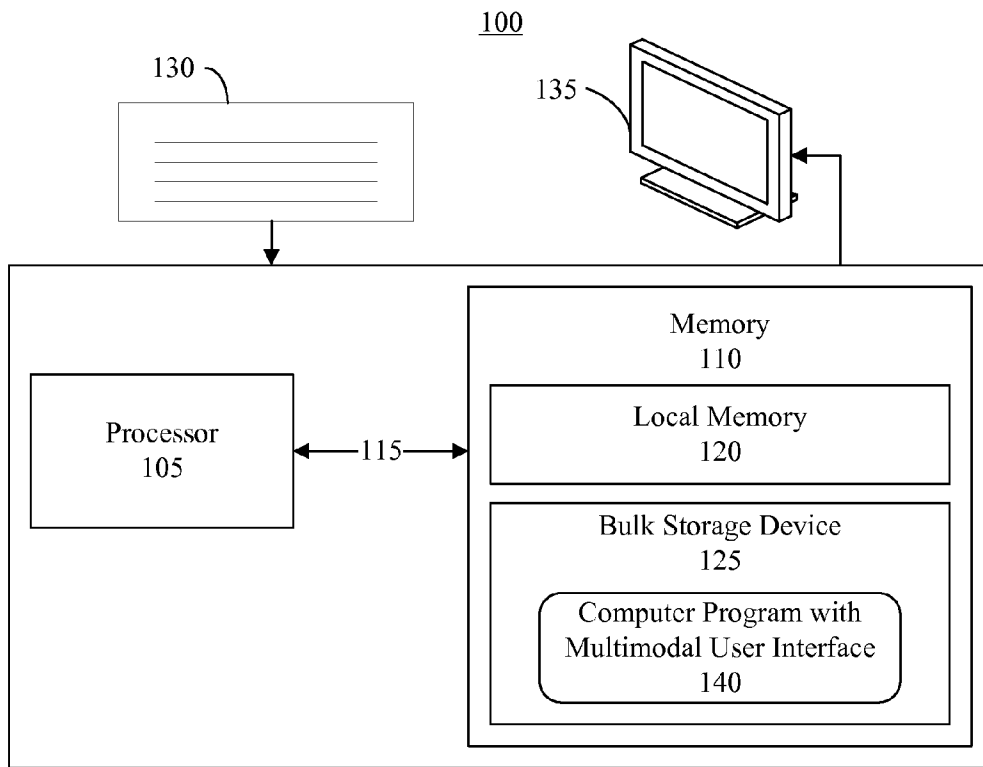 100
130
135
Memory
110
Processor
105
115
Local Memory
120
Bulk Storage Device
125
Computer Program with
Multimodal User Interface
140